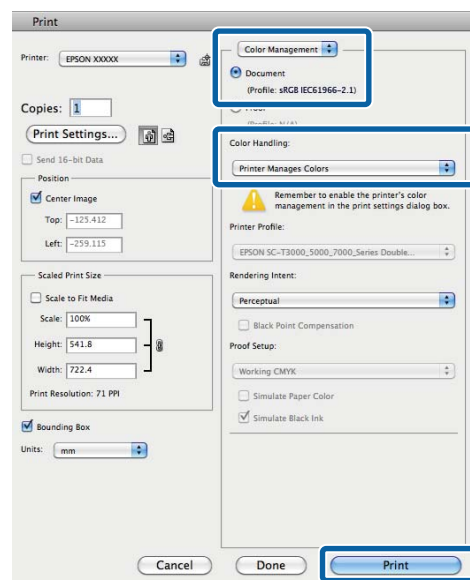 Print
Printer:
EPSON XXXXX
Copies:
1
Print Settings...
Send 16-bit Data
Position
Center Image
Top:
-125.412
Left:
-259.115
Scaled Print Size
Scale to Fit Media
Scale:
100%
Height:
541.8
Width:
722.4
Print Resolution: 71 PPI
Bounding Box
Units:
mm
Color Management
Document
(Profile: sRGB IEC61966-2.1)
Color Handling:
Printer Manages Colors
Remember to enable the printer's color
management in the print settings dialog box.
Printer Profile:
EPSON SC-T3000_5000_7000_Series Double...
Rendering Intent:
Perceptual
Black Point Compensation
Proof Setup:
Working CMYK
Simulate Paper Color
Simulate Black Ink
Cancel
Done
Print